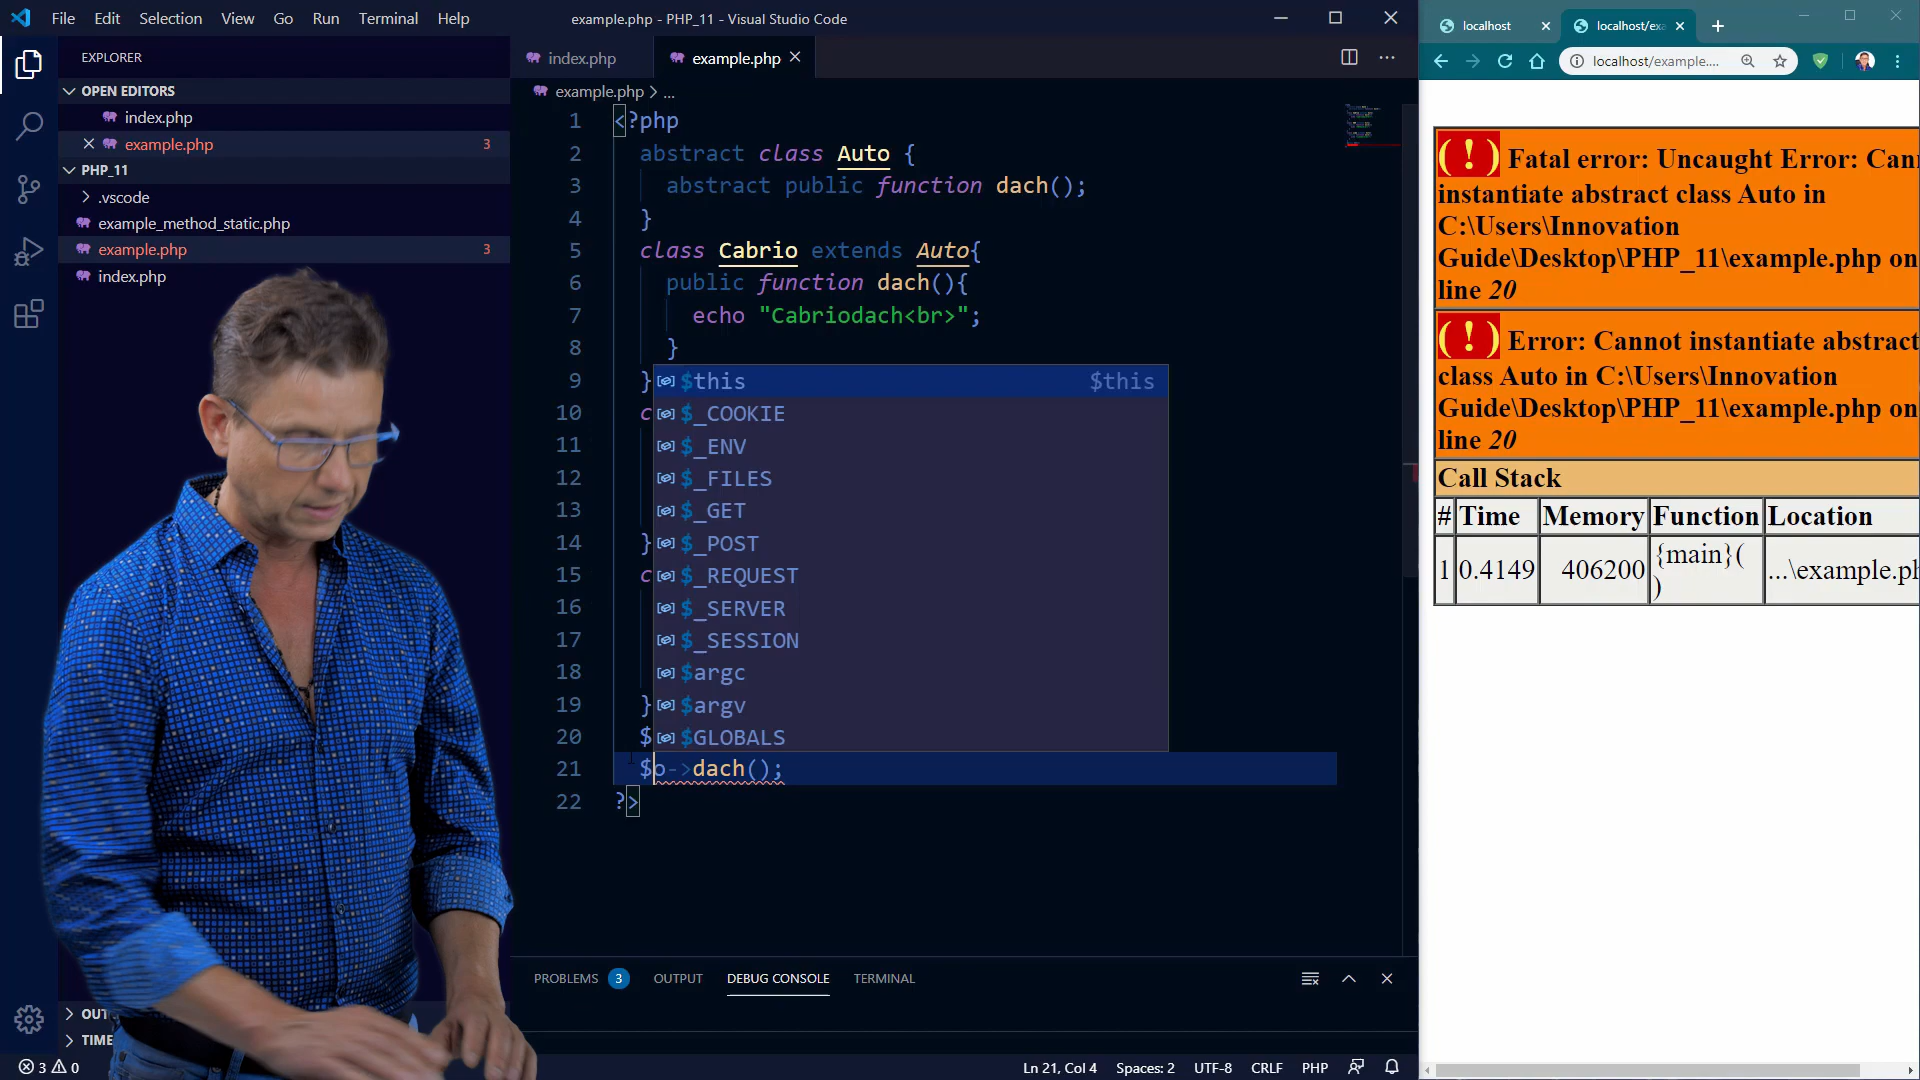 File Edit Selection View Go Run Terminal Help
example.php - PHP_11 - Visual Studio Code
EXPLORER
OPEN EDITORS
index.php
example.php 3
PHP_11
.vscode
example_method_static.php
example.php 3
index.php
index.php
example.php
example.php > ...
1 <?php
2 abstract class Auto {
3 abstract public function dach();
4 }
5 class Cabrio extends Auto{
6 public function dach(){
7 echo "Cabriodach<br>";
8 }
9 }
10 c
11
12
13
14 }
15 c
16
17
18
19 }
20 $
21 $o->dach();
22 ?>
$this $this
$_COOKIE
$_ENV
$_FILES
$_GET
$_POST
$_REQUEST
$_SERVER
$_SESSION
$argc
$argv
$GLOBALS
PROBLEMS 3 OUTPUT DEBUG CONSOLE TERMINAL
OUT
TIME
3 0
Ln 21, Col 4 Spaces: 2 UTF-8 CRLF PHP
localhost
localhost/exa
localhost/example....
( ! ) Fatal error: Uncaught Error: Can
instantiate abstract class Auto in
C:\Users\Innovation
Guide\Desktop\PHP_11\example.php on
line 20
( ! ) Error: Cannot instantiate abstract
class Auto in C:\Users\Innovation
Guide\Desktop\PHP_11\example.php on
line 20
Call Stack
# Time Memory Function Location
1 0.4149 406200 {main}( ) ...\example.ph